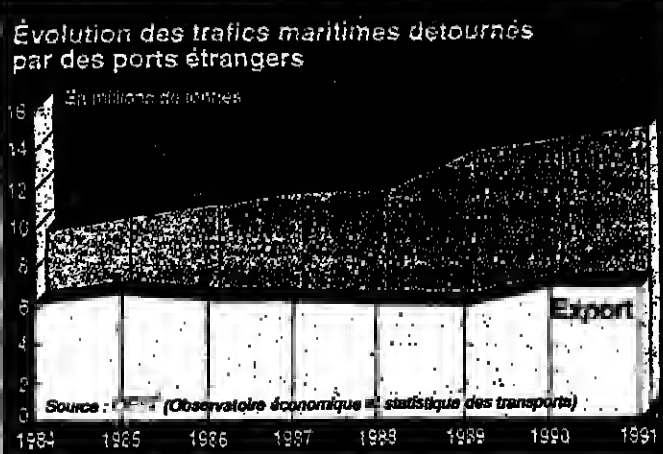 Évolution des trafics maritimes détournés
par des ports étrangers
En millions de tonnes
16
14
12
10
8
6
4
2
0
Export
Source : (Observatoire économique et statistique des transports)
1984 1985 1986 1987 1988 1989 1990 1991